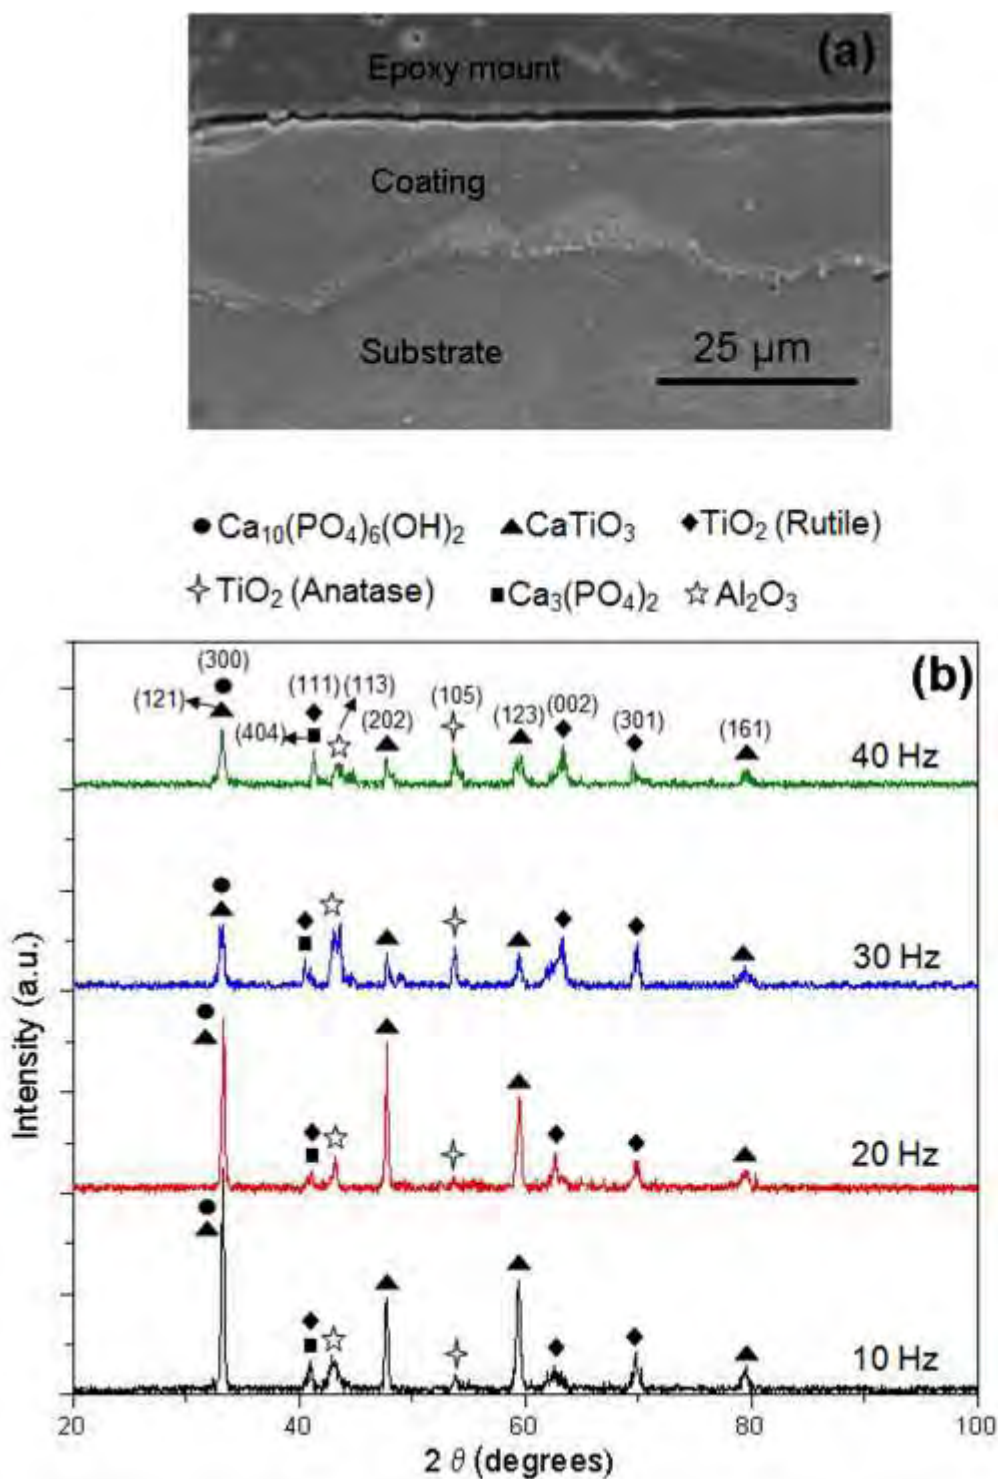 (a)
Epoxy mount
Coating
Substrate
25 µm
● Ca₁₀(PO₄)₆(OH)₂ ▲ CaTiO₃ ◆ TiO₂ (Rutile)
✧ TiO₂ (Anatase) ■ Ca₃(PO₄)₂ ☆ Al₂O₃
(b)
(300)
(121)
(111) (113)
(404)
(202)
(105)
(123) (002)
(301)
(161)
40 Hz
30 Hz
20 Hz
10 Hz
Intensity (a.u.)
20 40 60 80 100
2 θ (degrees)